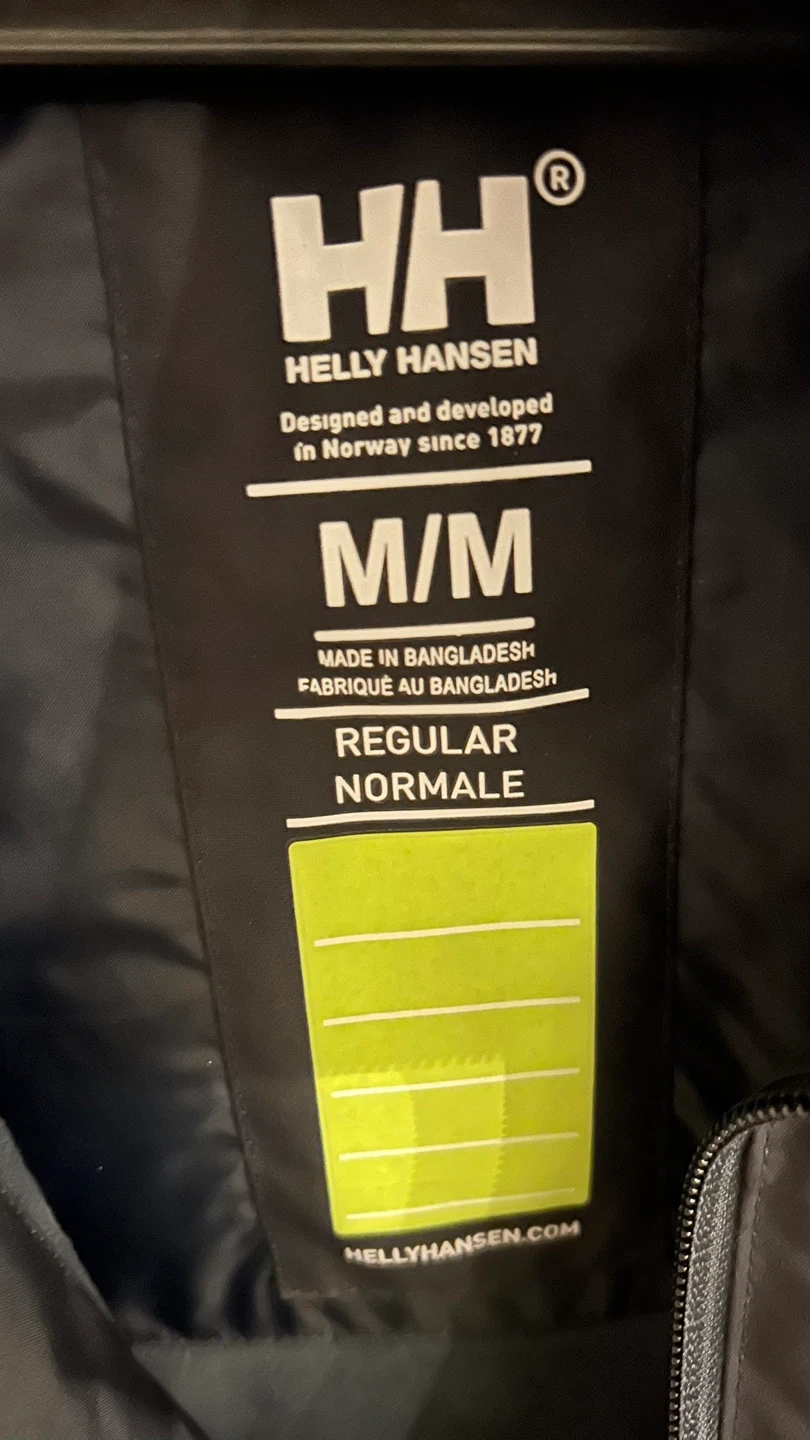 HH®
HELLY HANSEN
Designed and developed
in Norway since 1877
M/M
MADE IN BANGLADESH
FABRIQUÈ AU BANGLADESH
REGULAR
NORMALE
HELLYHANSEN.COM